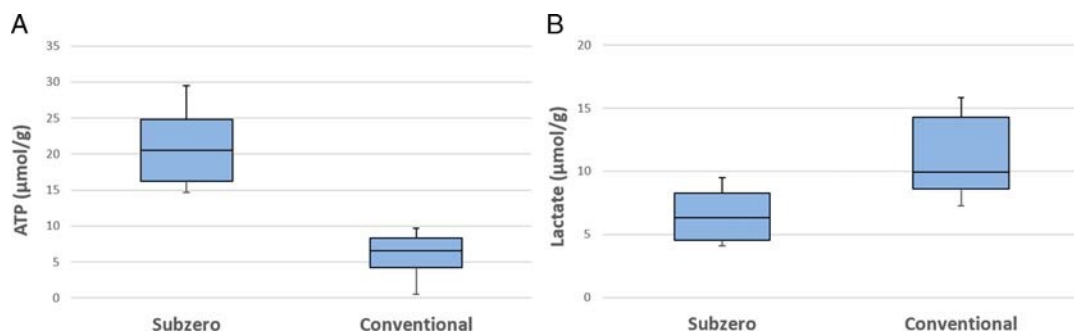 A
ATP (µmol/g)
35
30
25
20
15
10
5
0
Subzero
Conventional
B
Lactate (µmol/g)
20
15
10
5
0
Subzero
Conventional